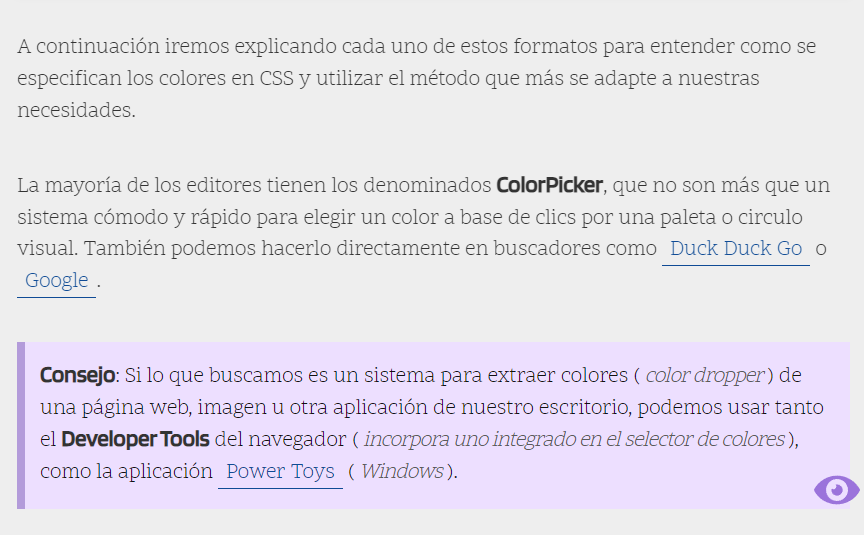 A continuación iremos explicando cada uno de estos formatos para entender como se
especifican los colores en CSS y utilizar el método que más se adapte a nuestras
necesidades.
La mayoría de los editores tienen los denominados ColorPicker, que no son más que un
sistema cómodo y rápido para elegir un color a base de clics por una paleta o circulo
visual. También podemos hacerlo directamente en buscadores como Duck Duck Go o
Google .
Consejo: Si lo que buscamos es un sistema para extraer colores ( color dropper ) de
una página web, imagen u otra aplicación de nuestro escritorio, podemos usar tanto
el Developer Tools del navegador ( incorpora uno integrado en el selector de colores ),
como la aplicación Power Toys ( Windows ).